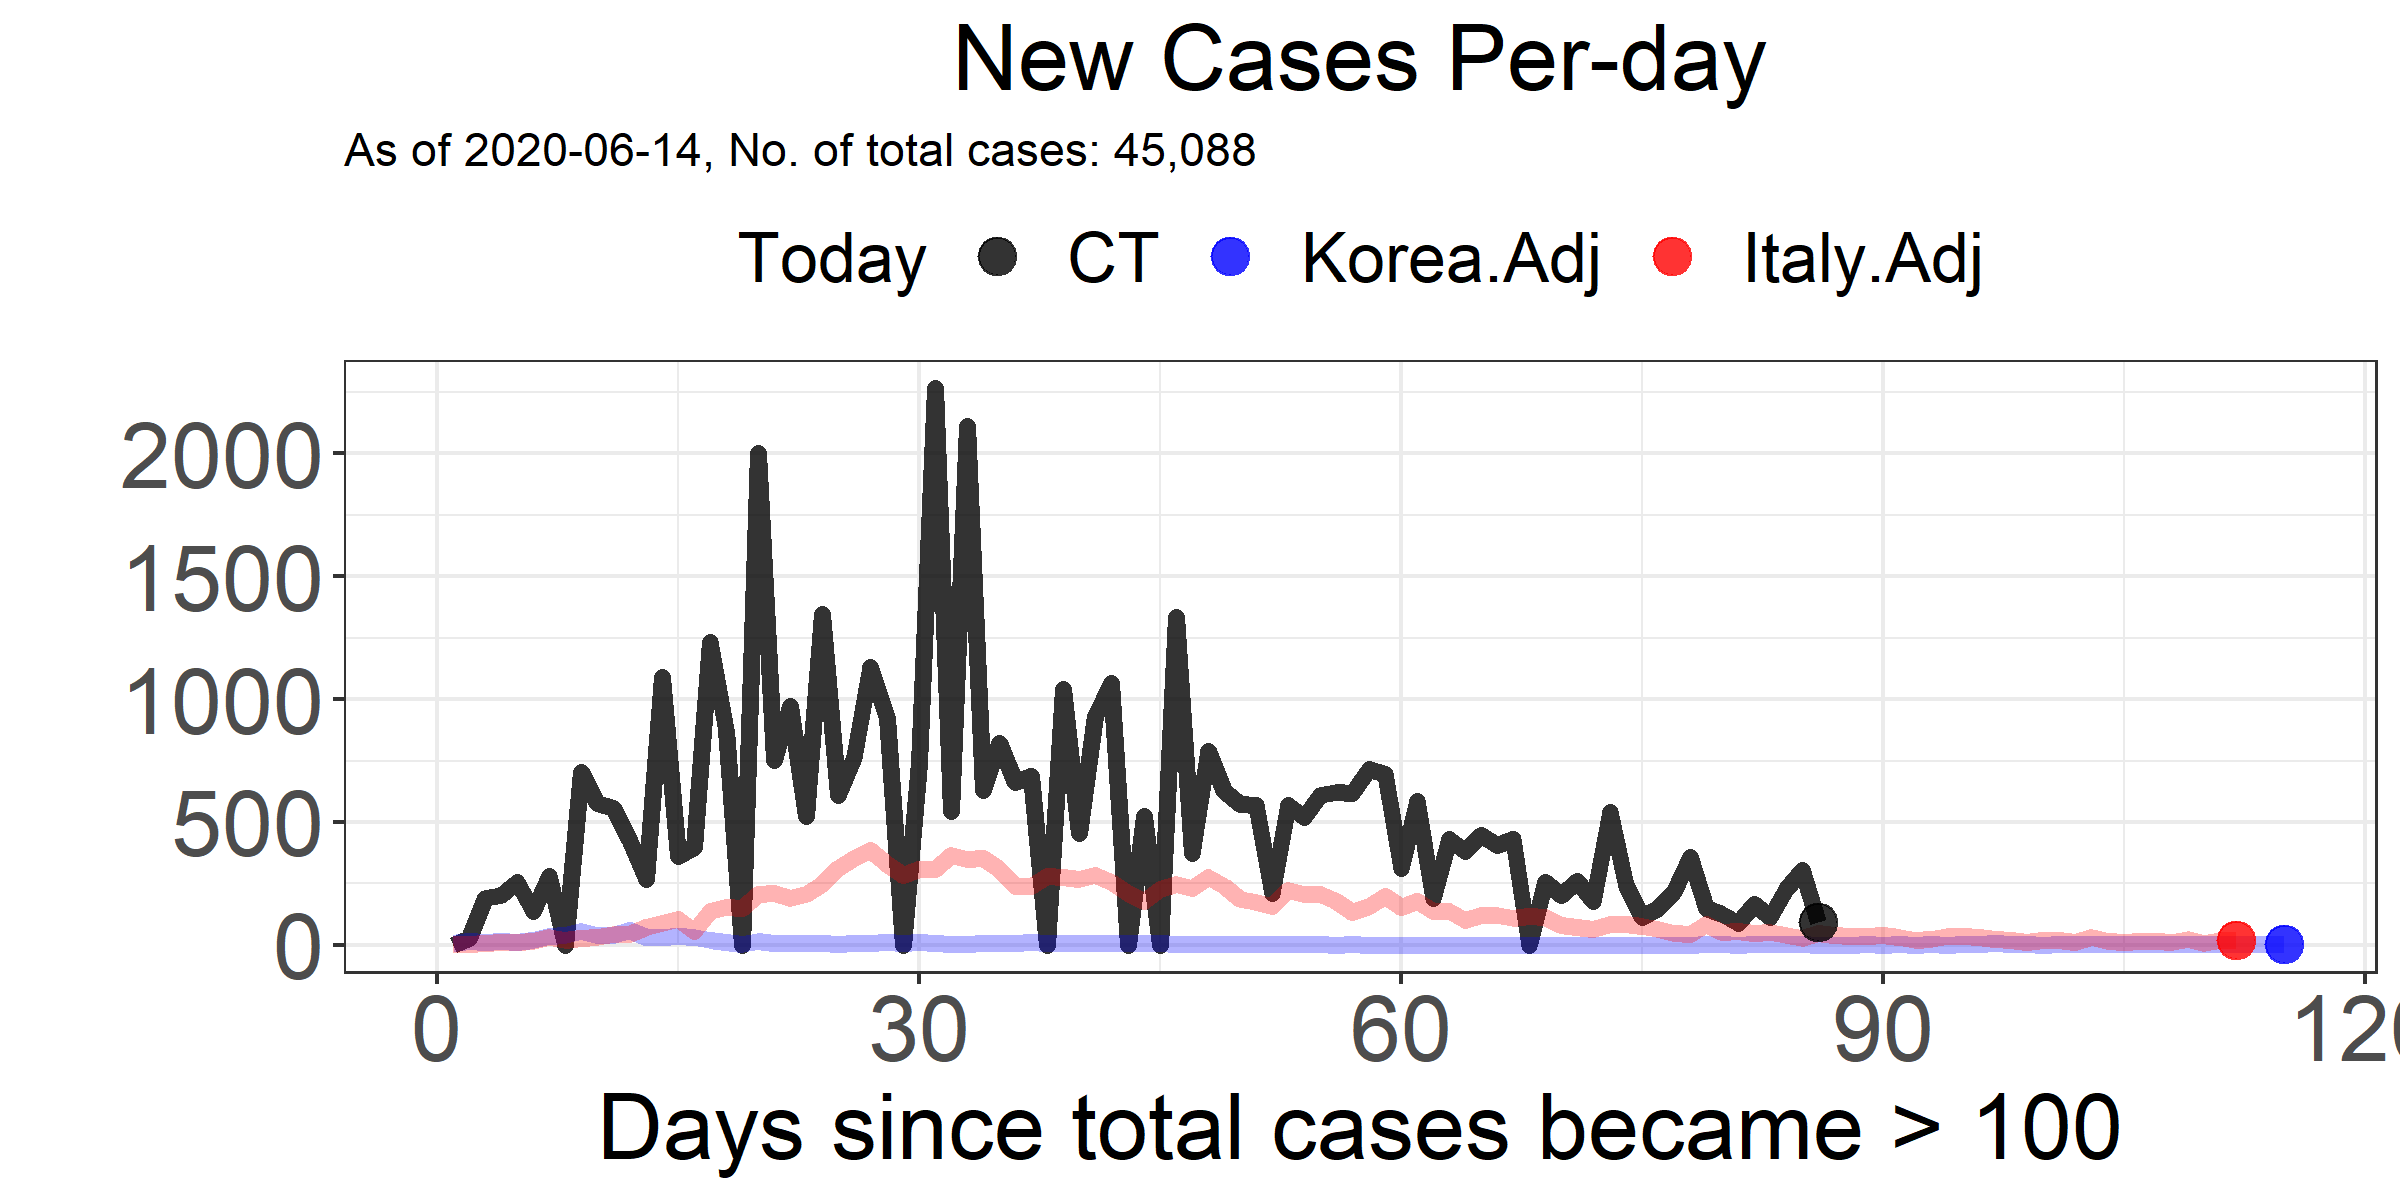 New Cases Per-day
As of 2020-06-14, No. of total cases: 45,088
Today CT Korea.Adj Italy.Adj
2000
1500
1000
500
0
0 30 60 90 120
Days since total cases became > 100